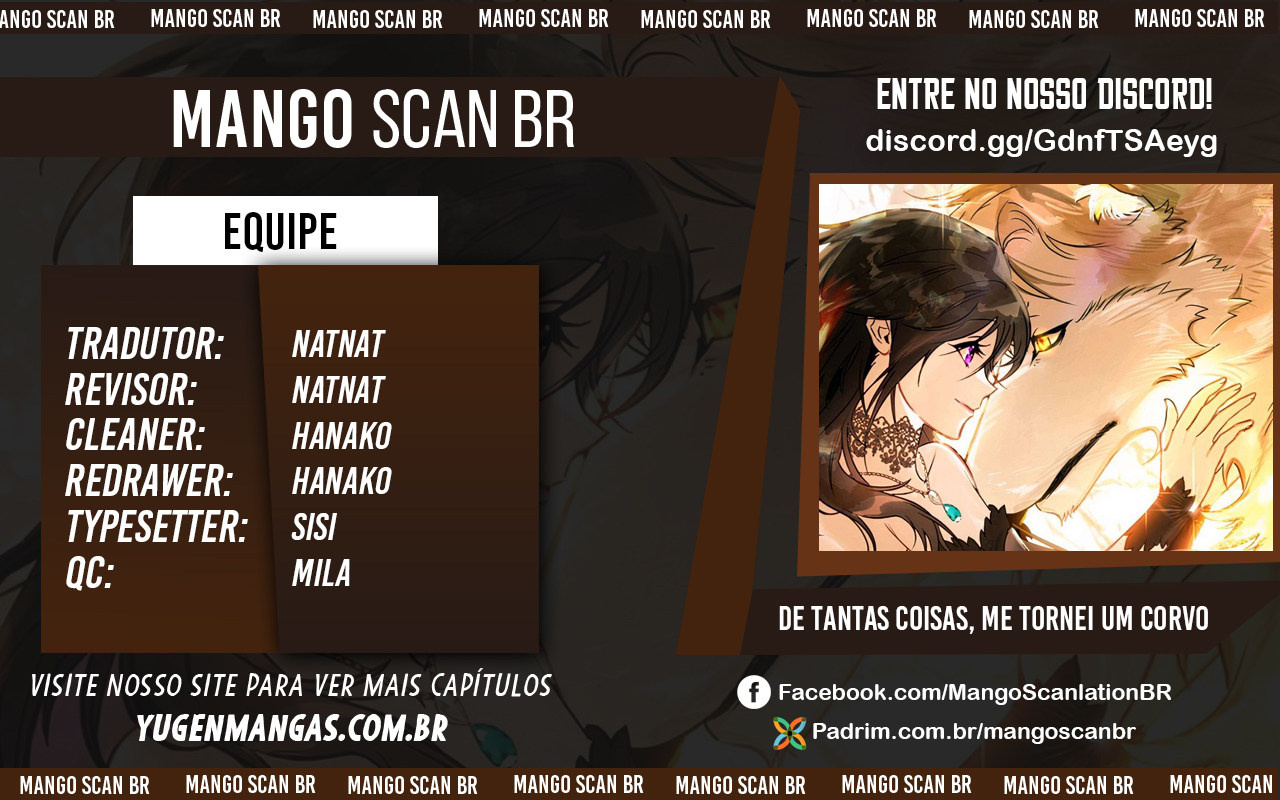 ANGO SCAN BR MANGO SCAN BR MANGO SCAN BR MANGO SCAN BR MANGO SCAN BR MANGO SCAN BR MANGO SCAN BR MANGO SCAN BR
MANGO SCAN BR
EQUIPE
TRADUTOR: NATNAT
REVISOR: NATNAT
CLEANER: HANAKO
REDRAWER: HANAKO
TYPESETTER: SISI
QC: MILA
VISITE NOSSO SITE PARA VER MAIS CAPÍTULOS
YUGENMANGAS.COM.BR
ENTRE NO NOSSO DISCORD!
discord.gg/GdnfTSAeyg
DE TANTAS COISAS, ME TORNEI UM CORVO
Facebook.com/MangoScanlationBR
Padrim.com.br/mangoscanbr
MANGO SCAN BR MANGO SCAN BR MANGO SCAN BR MANGO SCAN BR MANGO SCAN BR MANGO SCAN BR MANGO SCAN BR MANGO SCAN